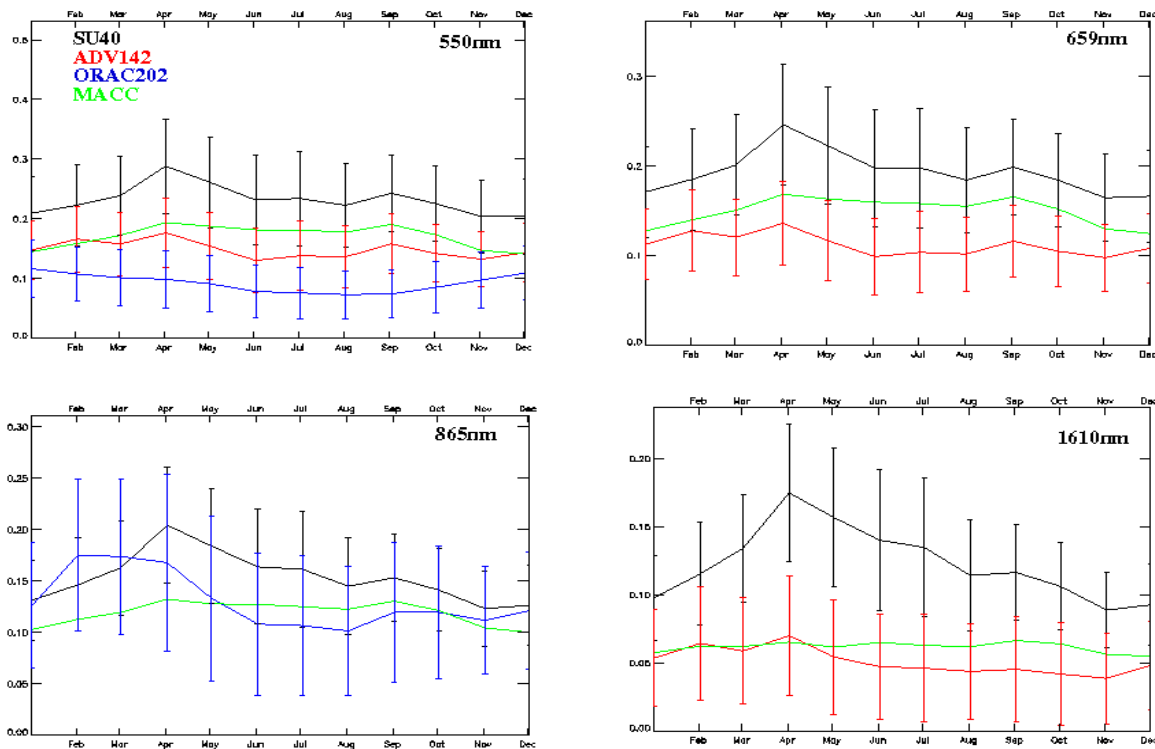 Feb Mar Apr May Jun Jul Aug Sep Oct Nov Dec
0.5
SU40
550nm
ADV142
ORAC202
MACC
0.4
0.3
0.2
0.1
0.0
Feb Mar Apr May Jun Jul Aug Sep Oct Nov Dec
Feb Mar Apr May Jun Jul Aug Sep Oct Nov Dec
659nm
0.3
0.2
0.1
0.0
Feb Mar Apr May Jun Jul Aug Sep Oct Nov Dec
Feb Mar Apr May Jun Jul Aug Sep Oct Nov Dec
0.30
865nm
0.25
0.20
0.15
0.10
0.05
0.00
Feb Mar Apr May Jun Jul Aug Sep Oct Nov Dec
Feb Mar Apr May Jun Jul Aug Sep Oct Nov Dec
1610nm
0.20
0.15
0.10
0.05
0.00
Feb Mar Apr May Jun Jul Aug Sep Oct Nov Dec